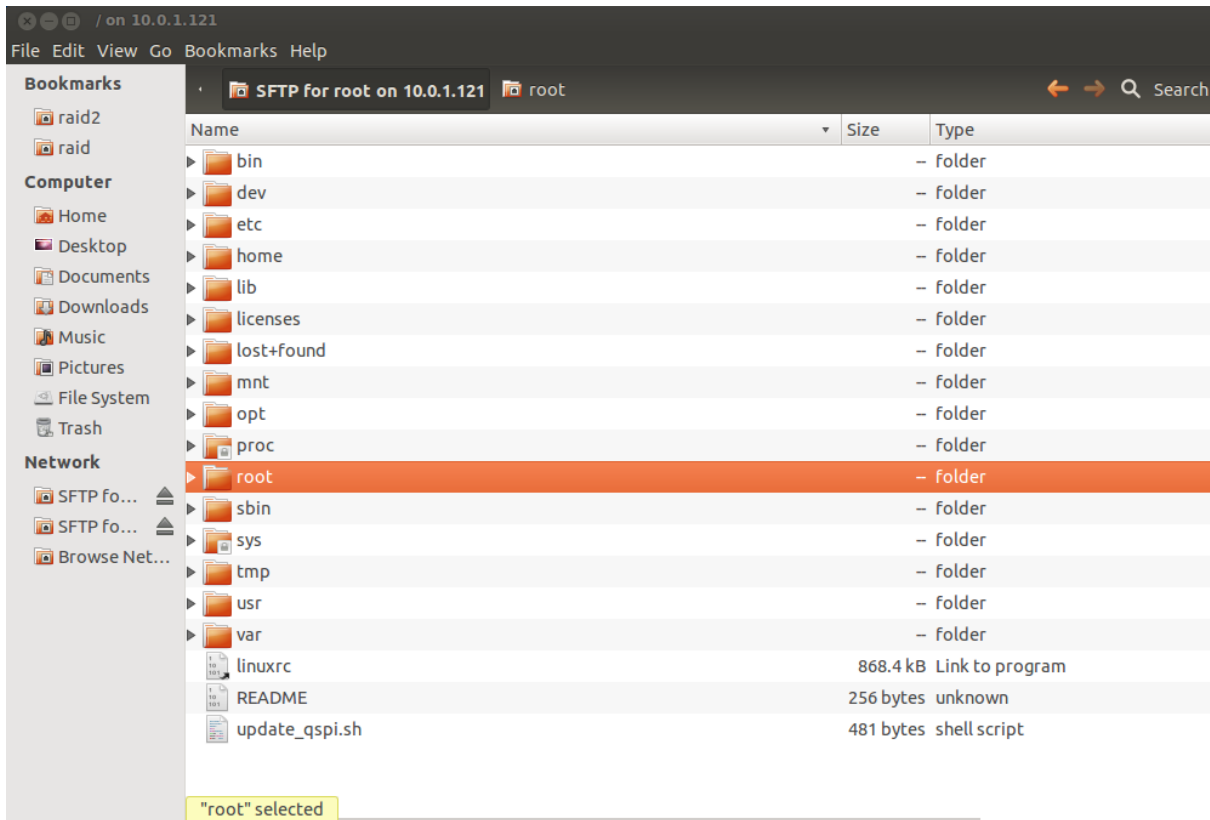 / on 10.0.1.121
File Edit View Go Bookmarks Help
Bookmarks
raid2
raid
Computer
Home
Desktop
Documents
Downloads
Music
Pictures
File System
Trash
Network
SFTP fo...
SFTP fo...
Browse Net...
SFTP for root on 10.0.1.121 root Search
Name Size Type
bin -- folder
dev -- folder
etc -- folder
home -- folder
lib -- folder
licenses -- folder
lost+found -- folder
mnt -- folder
opt -- folder
proc -- folder
root -- folder
sbin -- folder
sys -- folder
tmp -- folder
usr -- folder
var -- folder
linuxrc 868.4 kB Link to program
README 256 bytes unknown
update_qspi.sh 481 bytes shell script
"root" selected